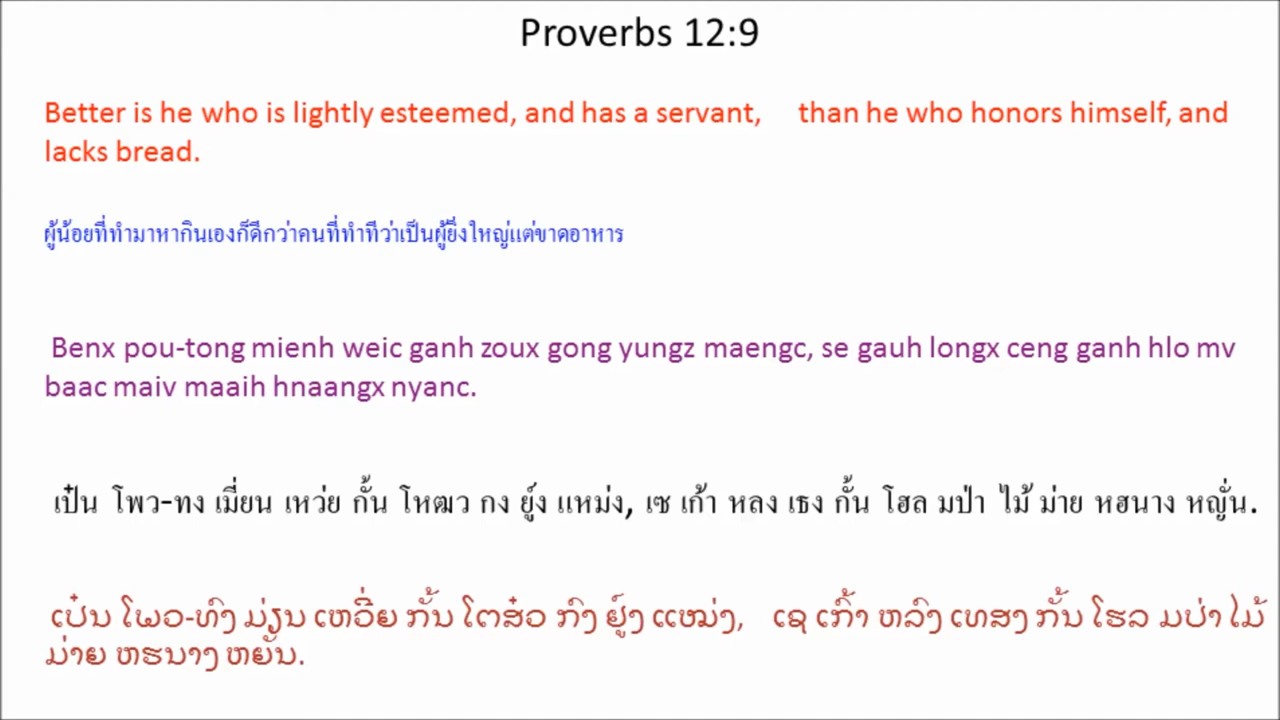 Proverbs 12:9
Better is he who is lightly esteemed, and has a servant, than he who honors himself, and
lacks bread.
ผู้น้อยที่ทำมาหากินเองก็ดีกว่าคนที่ทำทีว่าเป็นผู้ยิ่งใหญ่แต่ขาดอาหาร
Benx pou-tong mienh weic ganh zoux gong yungz maengc, se gauh longx ceng ganh hlo mv
baac maiv maaih hnaangx nyanc.
เป๋น โพว-ทง เมี่ยน เหว่ย กั้น โหฒว กง ยู์ง แหม่ง, เซ เก้า หลง เธง กั้น โฮล มป่า ไม้ ม่าย หฮนาง หญั่น.
ເປ໋ນ ໂພວ-ທົງ ມ່ຽນ ເຫວີ່ຍ ກັ້ນ ໂຕສ໋ວ ກົງ ຢູ໌ງ ແໝ່ງ, ເຊ ເກົ້າ ຫລົງ ເທສງ ກັ້ນ ໂຮລ ມປ່າ ໄມ້
ມ່າຍ ຫຮນາງ ຫຍັ່ນ.